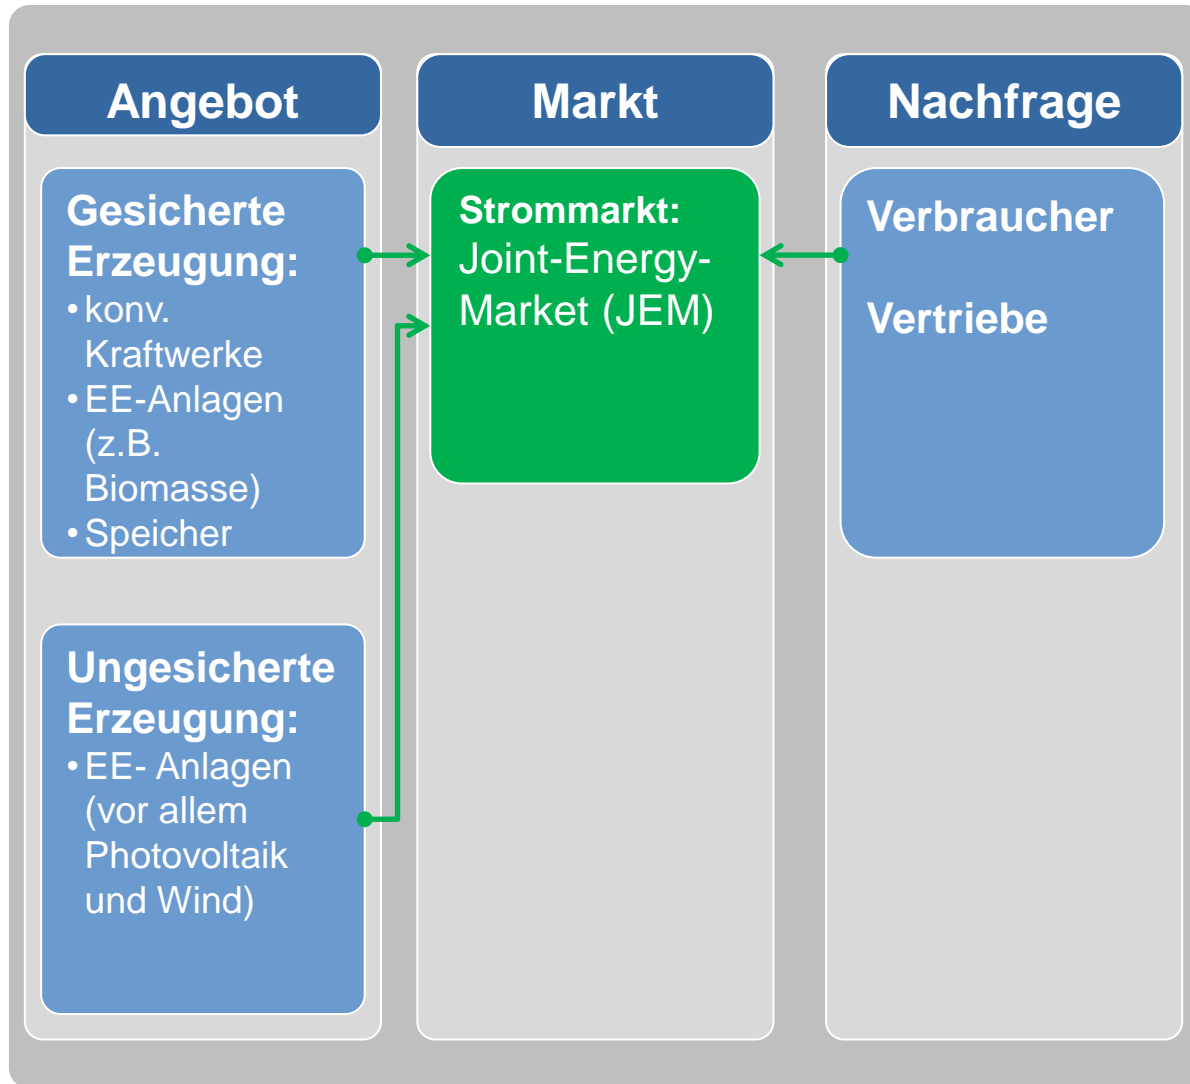 Angebot
Gesicherte
Erzeugung:
• konv.
Kraftwerke
• EE-Anlagen
(z.B.
Biomasse)
• Speicher
Ungesicherte
Erzeugung:
• EE- Anlagen
(vor allem
Photovoltaik
und Wind)
Markt
Strommarkt:
Joint-Energy-
Market (JEM)
Nachfrage
Verbraucher
Vertriebe